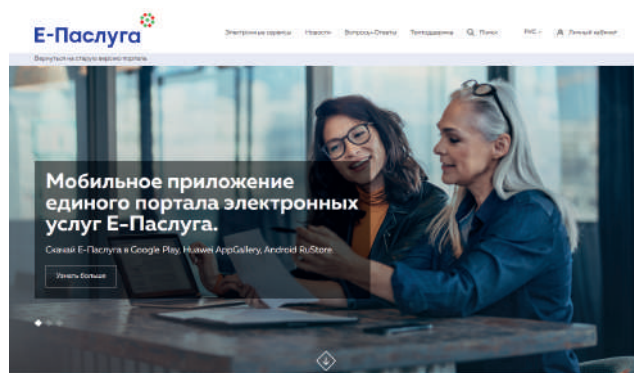 Е-Паслуга
Электронные сервисы Новости Вопросы-Ответы Техподдержка Поиск РУС Личный кабинет
Вернуться на старую версию портала
Мобильное приложение
единого портала электронных
услуг Е-Паслуга.
Скачай Е-Паслуга в Google Play, Huawei AppGallery, Android RuStore
Узнать больше